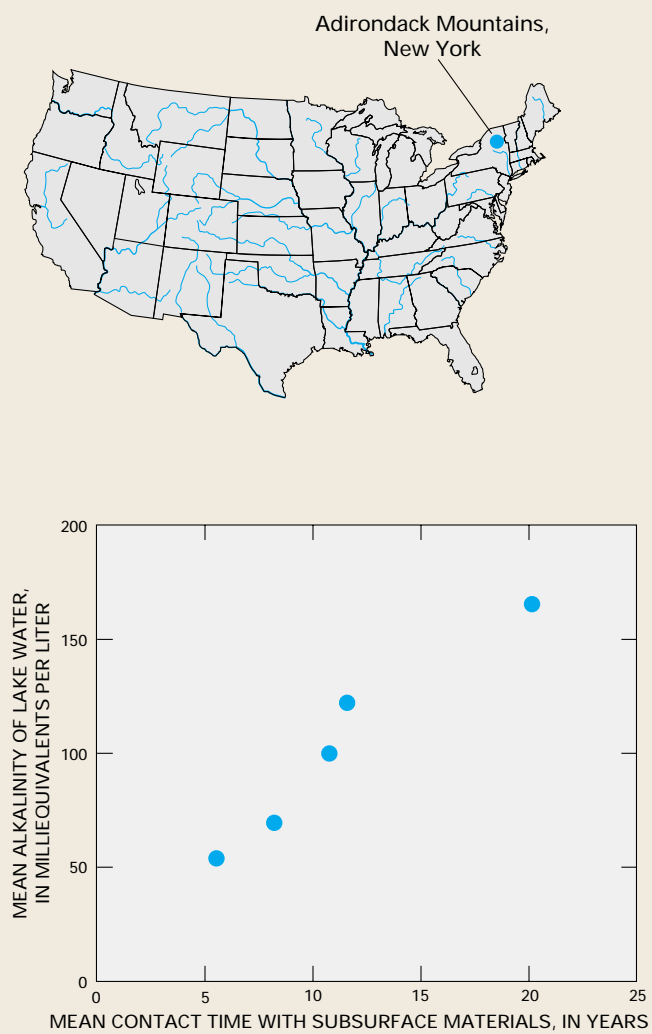 Adirondack Mountains,
New York
200
150
100
50
0
MEAN ALKALINITY OF LAKE WATER,
IN MILLIEQUIVALENTS PER LITER
0 5 10 15 20 25
MEAN CONTACT TIME WITH SUBSURFACE MATERIALS, IN YEARS